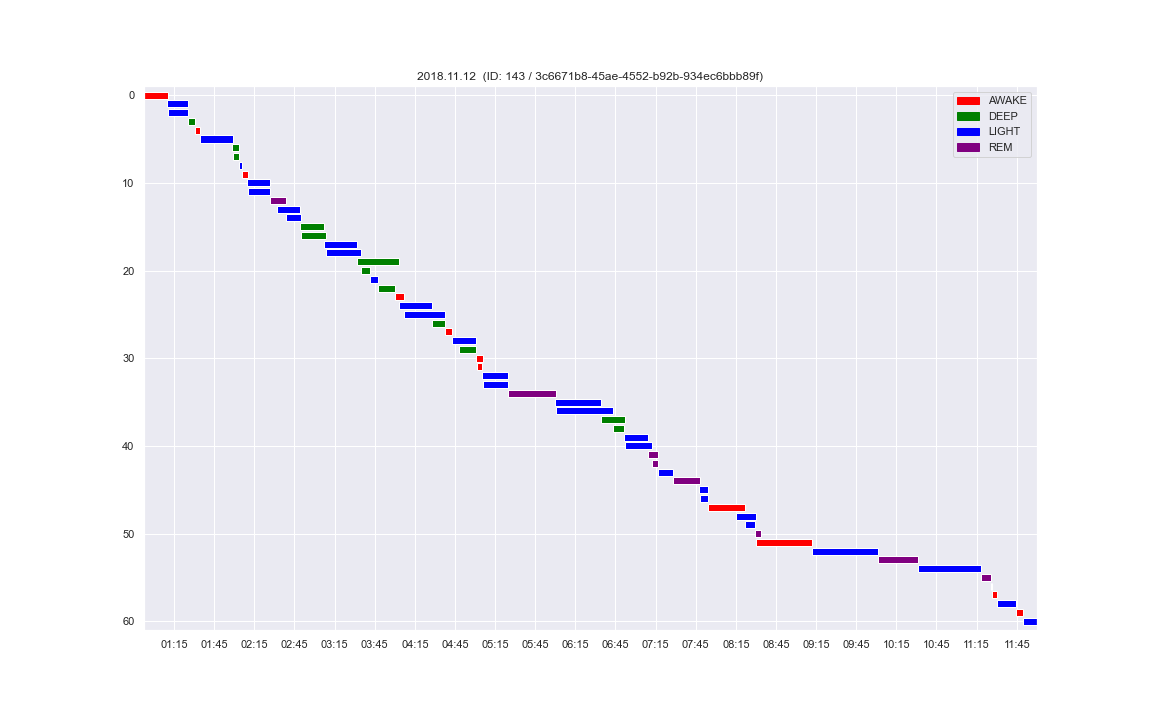 2018.11.12 (ID: 143 / 3c6671b8-45ae-4552-b92b-934ec6bbb89f)
AWAKE
DEEP
LIGHT
REM
0
10
20
30
40
50
60
01:15 01:45 02:15 02:45 03:15 03:45 04:15 04:45 05:15 05:45 06:15 06:45 07:15 07:45 08:15 08:45 09:15 09:45 10:15 10:45 11:15 11:45